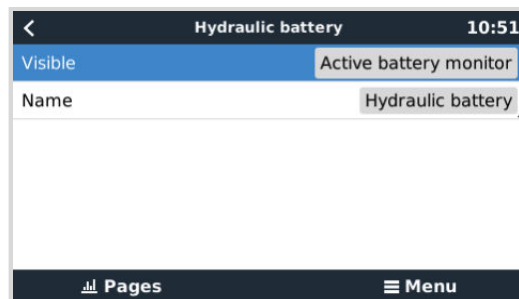 Hydraulic battery 10:51
Visible Active battery monitor
Name Hydraulic battery
Pages Menu